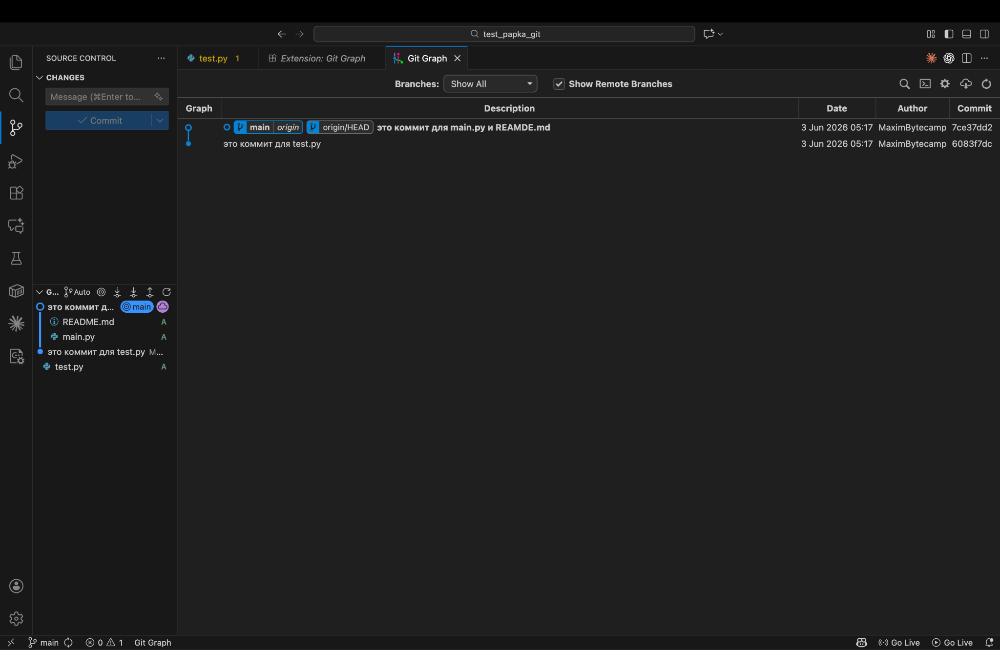 test_papka_git
SOURCE CONTROL
test.py 1
Extension: Git Graph
Git Graph
CHANGES
Message (⌘Enter to...
Commit
Branches: Show All Show Remote Branches
Graph Description Date Author Commit
main origin origin/HEAD это коммит для main.py и REAMDE.md 3 Jun 2026 05:17 MaximBytecamp 7ce37dd2
это коммит для test.py 3 Jun 2026 05:17 MaximBytecamp 6083f7dc
G... Auto
это коммит д... main
README.md A
main.py A
это коммит для test.py M...
test.py A
main 0 1 Git Graph Go Live Go Live